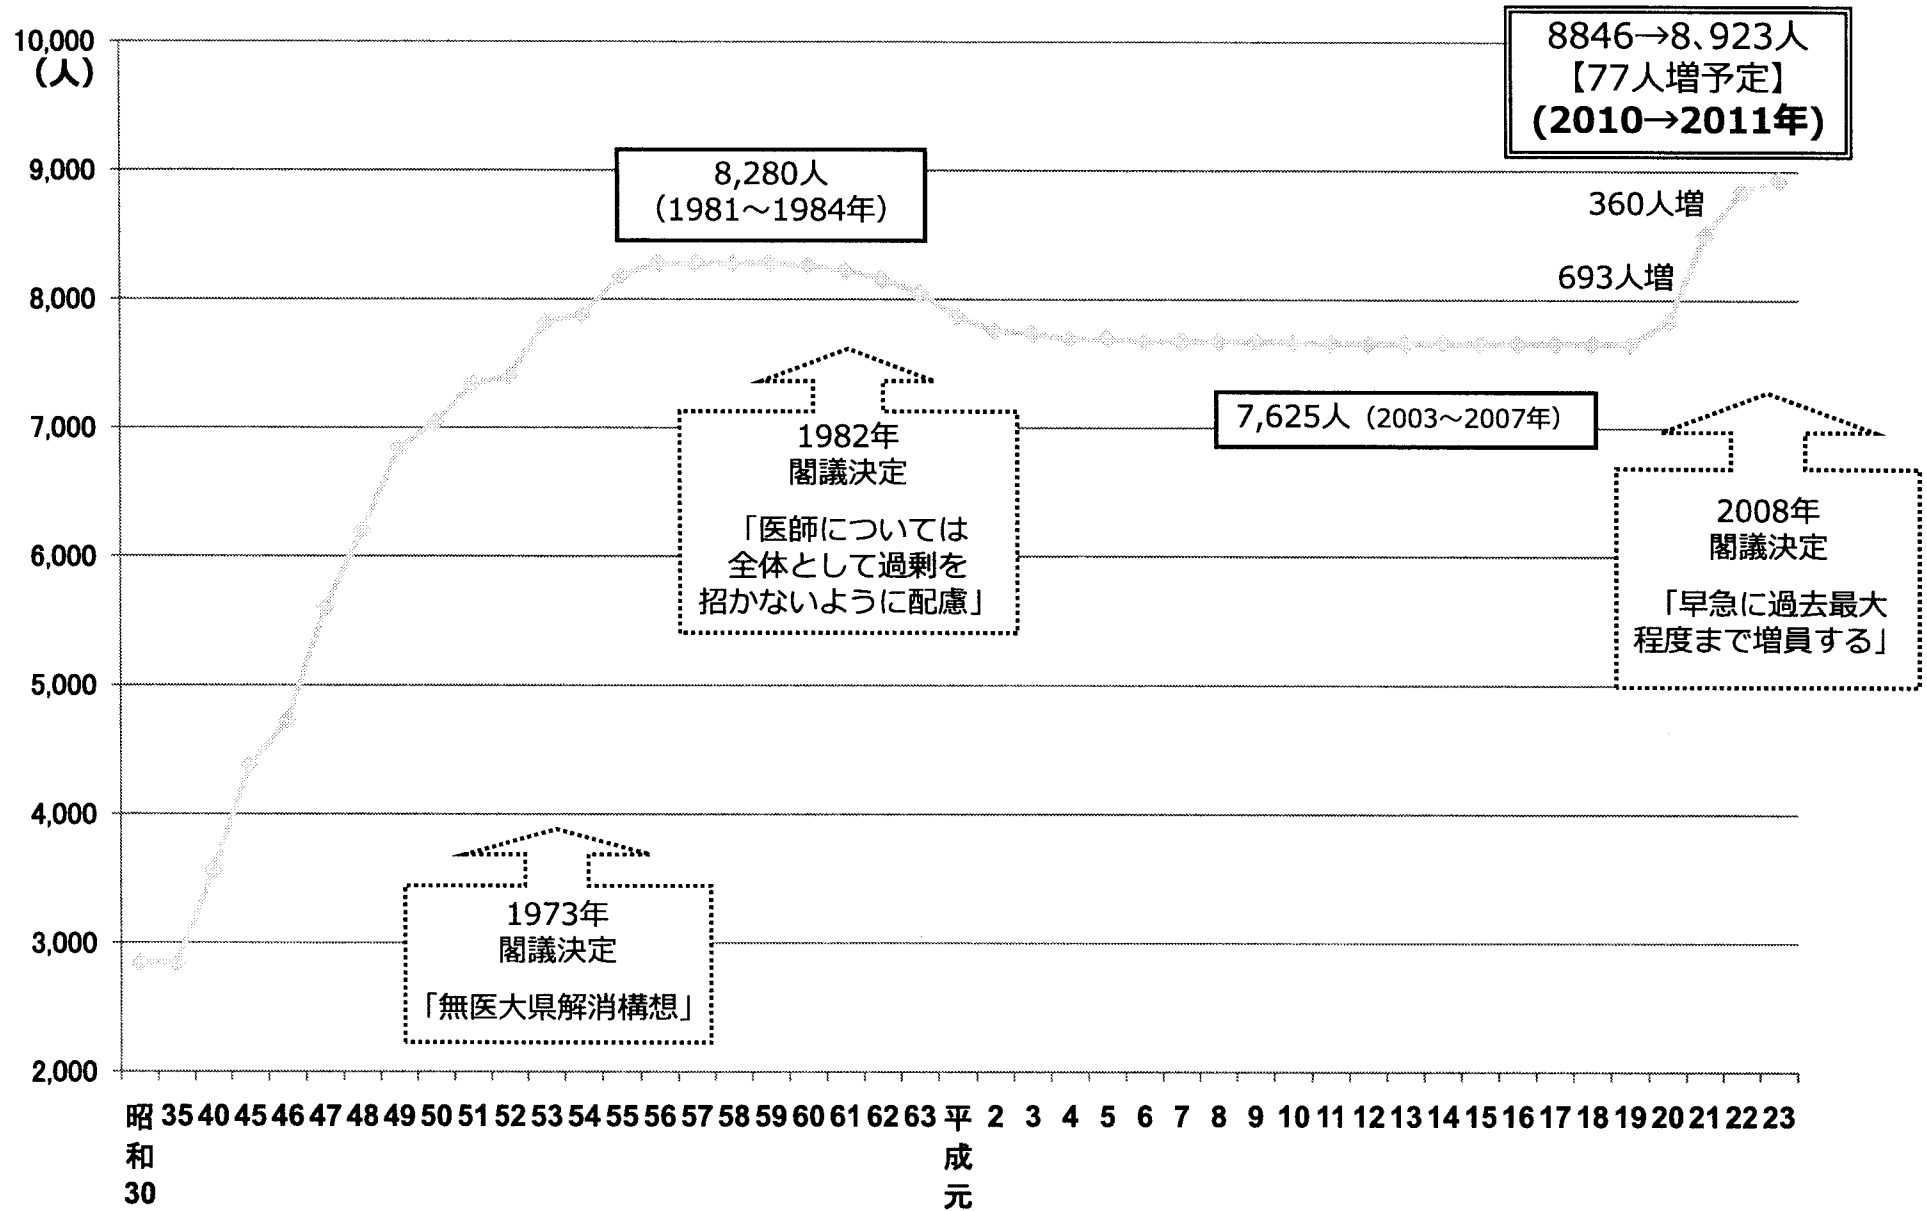 10,000
（人）
9,000
8,000
7,000
6,000
5,000
4,000
3,000
2,000
8846→8、923人
【77人増予定】
(2010→2011年)
8,280人
（1981～1984年）
360人増
693人増
7,625人（2003～2007年）
1982年
閣議決定
「医師については
全体として過剰を
招かないように配慮」
2008年
閣議決定
「早急に過去最大
程度まで増員する」
1973年
閣議決定
「無医大県解消構想」
昭和30 35 40 45 46 47 48 49 50 51 52 53 54 55 56 57 58 59 60 61 62 63 平成元 2 3 4 5 6 7 8 9 10 11 12 13 14 15 16 17 18 19 20 21 22 23